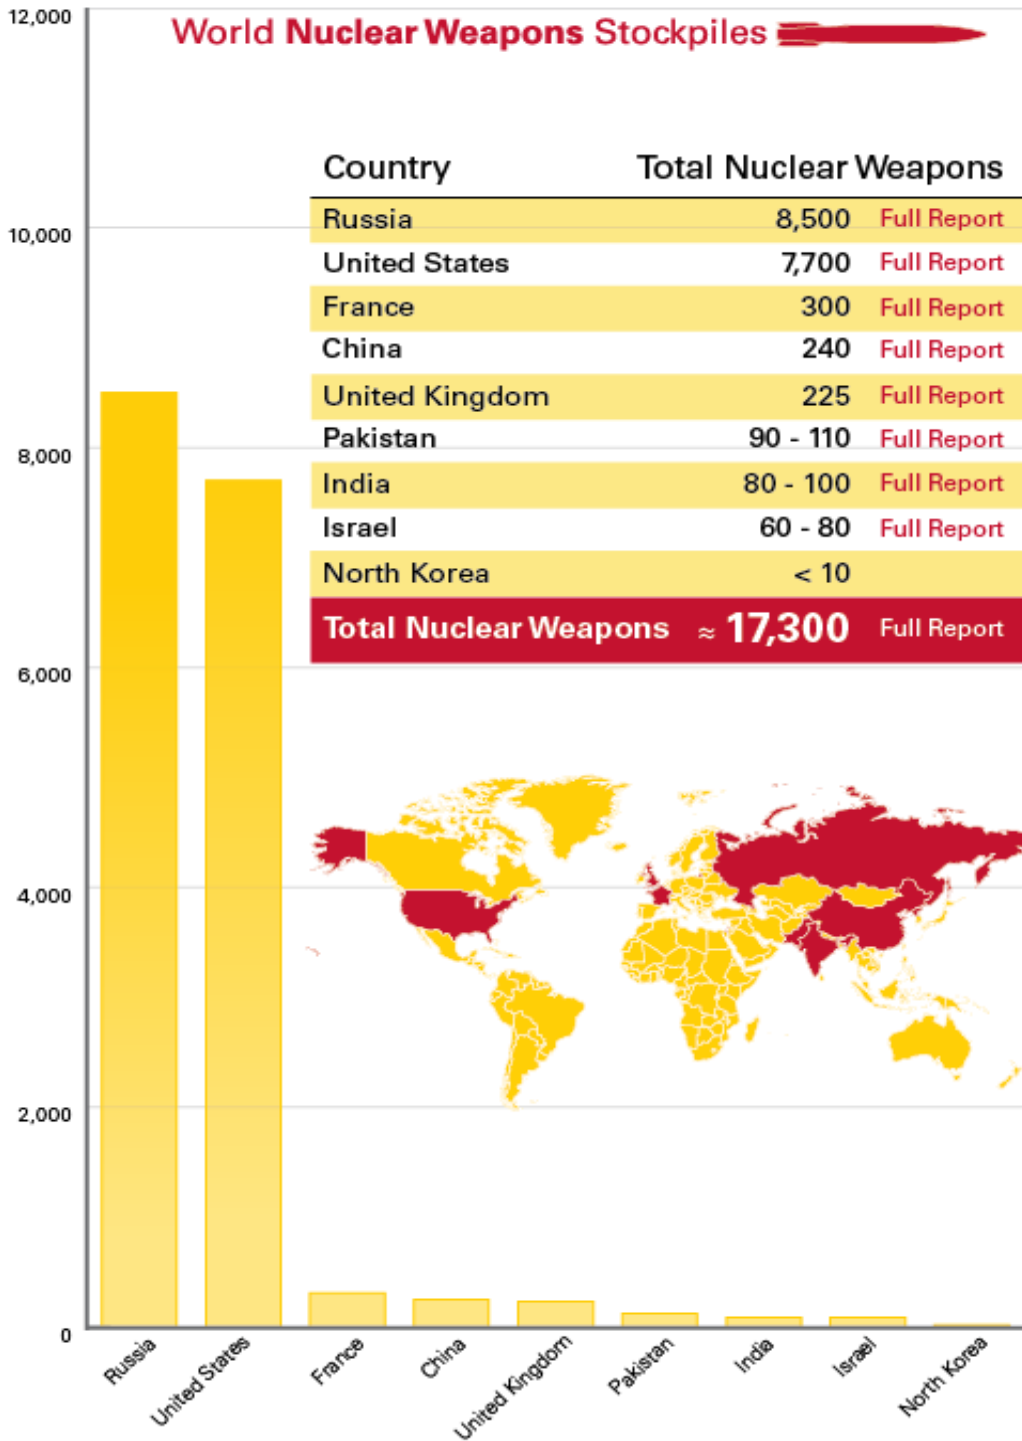 12,000
World Nuclear Weapons Stockpiles
Country Total Nuclear Weapons
Russia 8,500 Full Report
10,000
United States 7,700 Full Report
France 300 Full Report
China 240 Full Report
United Kingdom 225 Full Report
Pakistan 90 - 110 Full Report
8,000
India 80 - 100 Full Report
Israel 60 - 80 Full Report
North Korea < 10
Total Nuclear Weapons ≈ 17,300 Full Report
6,000
4,000
2,000
0
Russia
United States
France
China
United Kingdom
Pakistan
India
Israel
North Korea